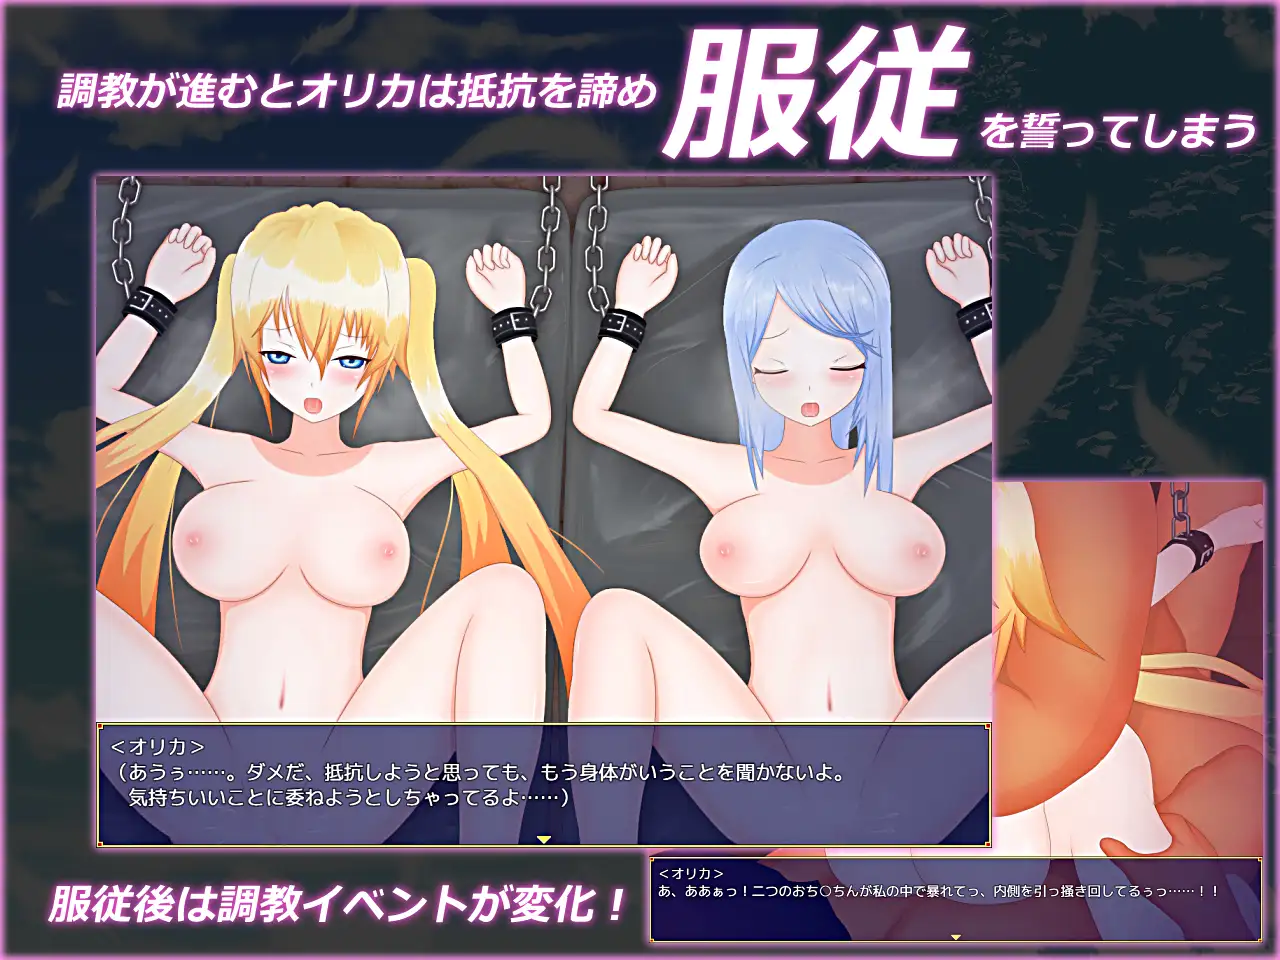 調教が進むとオリカは抵抗を諦め
服従
を誓ってしまう
＜オリカ＞
（あうぅ……。ダメだ、抵抗しようと思っても、もう身体がいうことを聞かないよ。
気持ちいいことに委ねようとしちゃってるよ……）
＜オリカ＞
あ、ああぁっ！二つのおち○ちんが私の中で暴れてっ、内側を引っ掻き回してるぅっ……！！
服従後は調教イベントが変化！